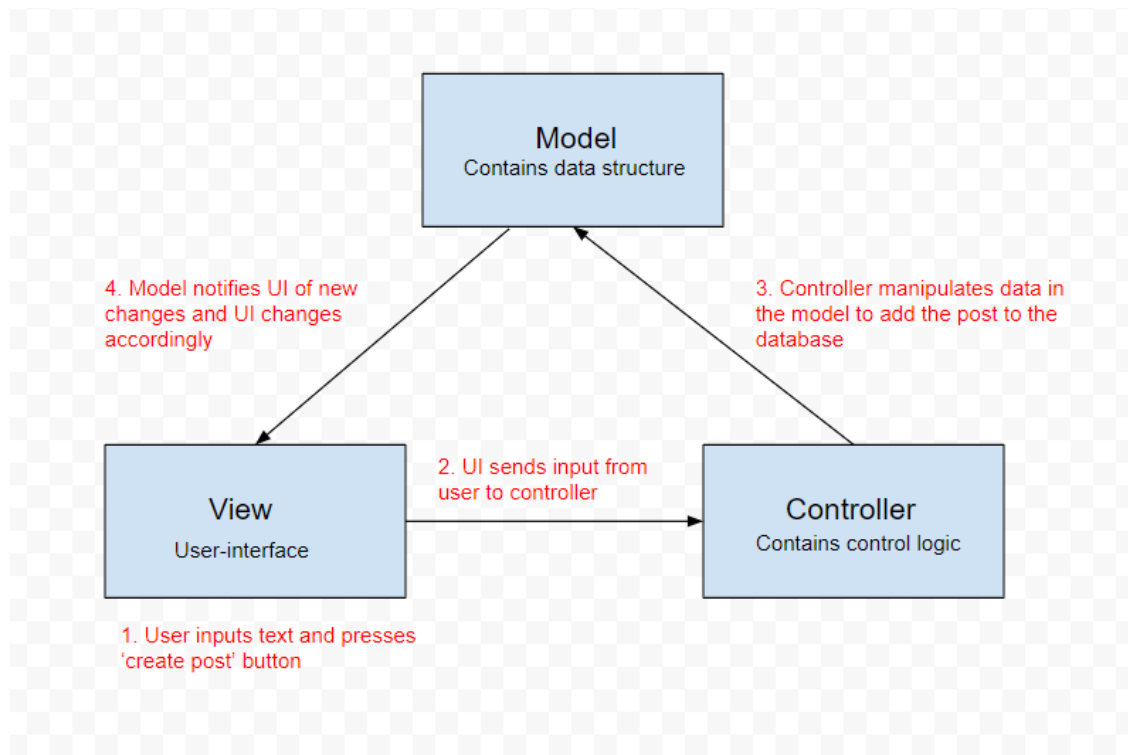 Model
Contains data structure
4. Model notifies UI of new
changes and UI changes
accordingly
3. Controller manipulates data in
the model to add the post to the
database
2. UI sends input from
user to controller
View
User-interface
Controller
Contains control logic
1. User inputs text and presses
‘create post’ button